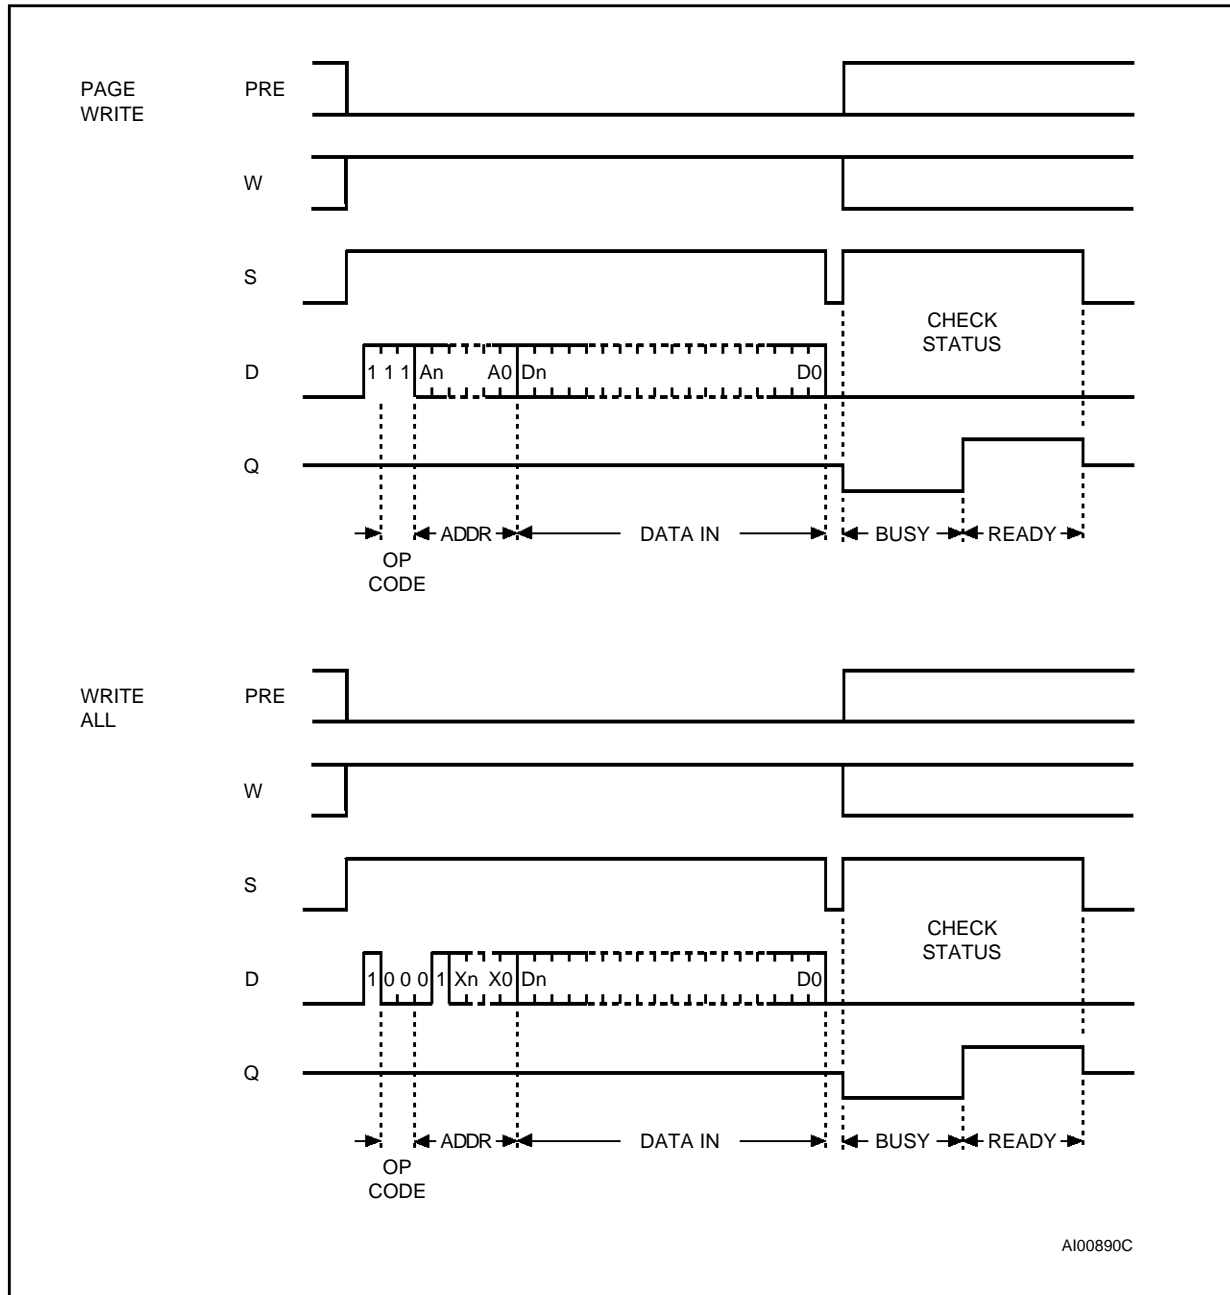 PAGE WRITE PRE
W
S
CHECK STATUS
D 1 1 1 An A0 Dn D0
Q
ADDR DATA IN BUSY READY
OP CODE
WRITE ALL PRE
W
S
CHECK STATUS
D 1 0 0 0 1 Xn X0 Dn D0
Q
ADDR DATA IN BUSY READY
OP CODE
AI00890C